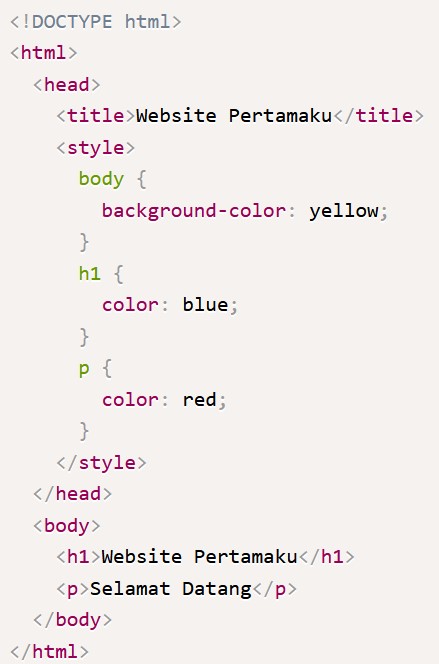 <!DOCTYPE html>
<html>
  <head>
    <title>Website Pertamaku</title>
    <style>
      body {
        background-color: yellow;
      }
      h1 {
        color: blue;
      }
      p {
        color: red;
      }
    </style>
  </head>
  <body>
    <h1>Website Pertamaku</h1>
    <p>Selamat Datang</p>
  </body>
</html>